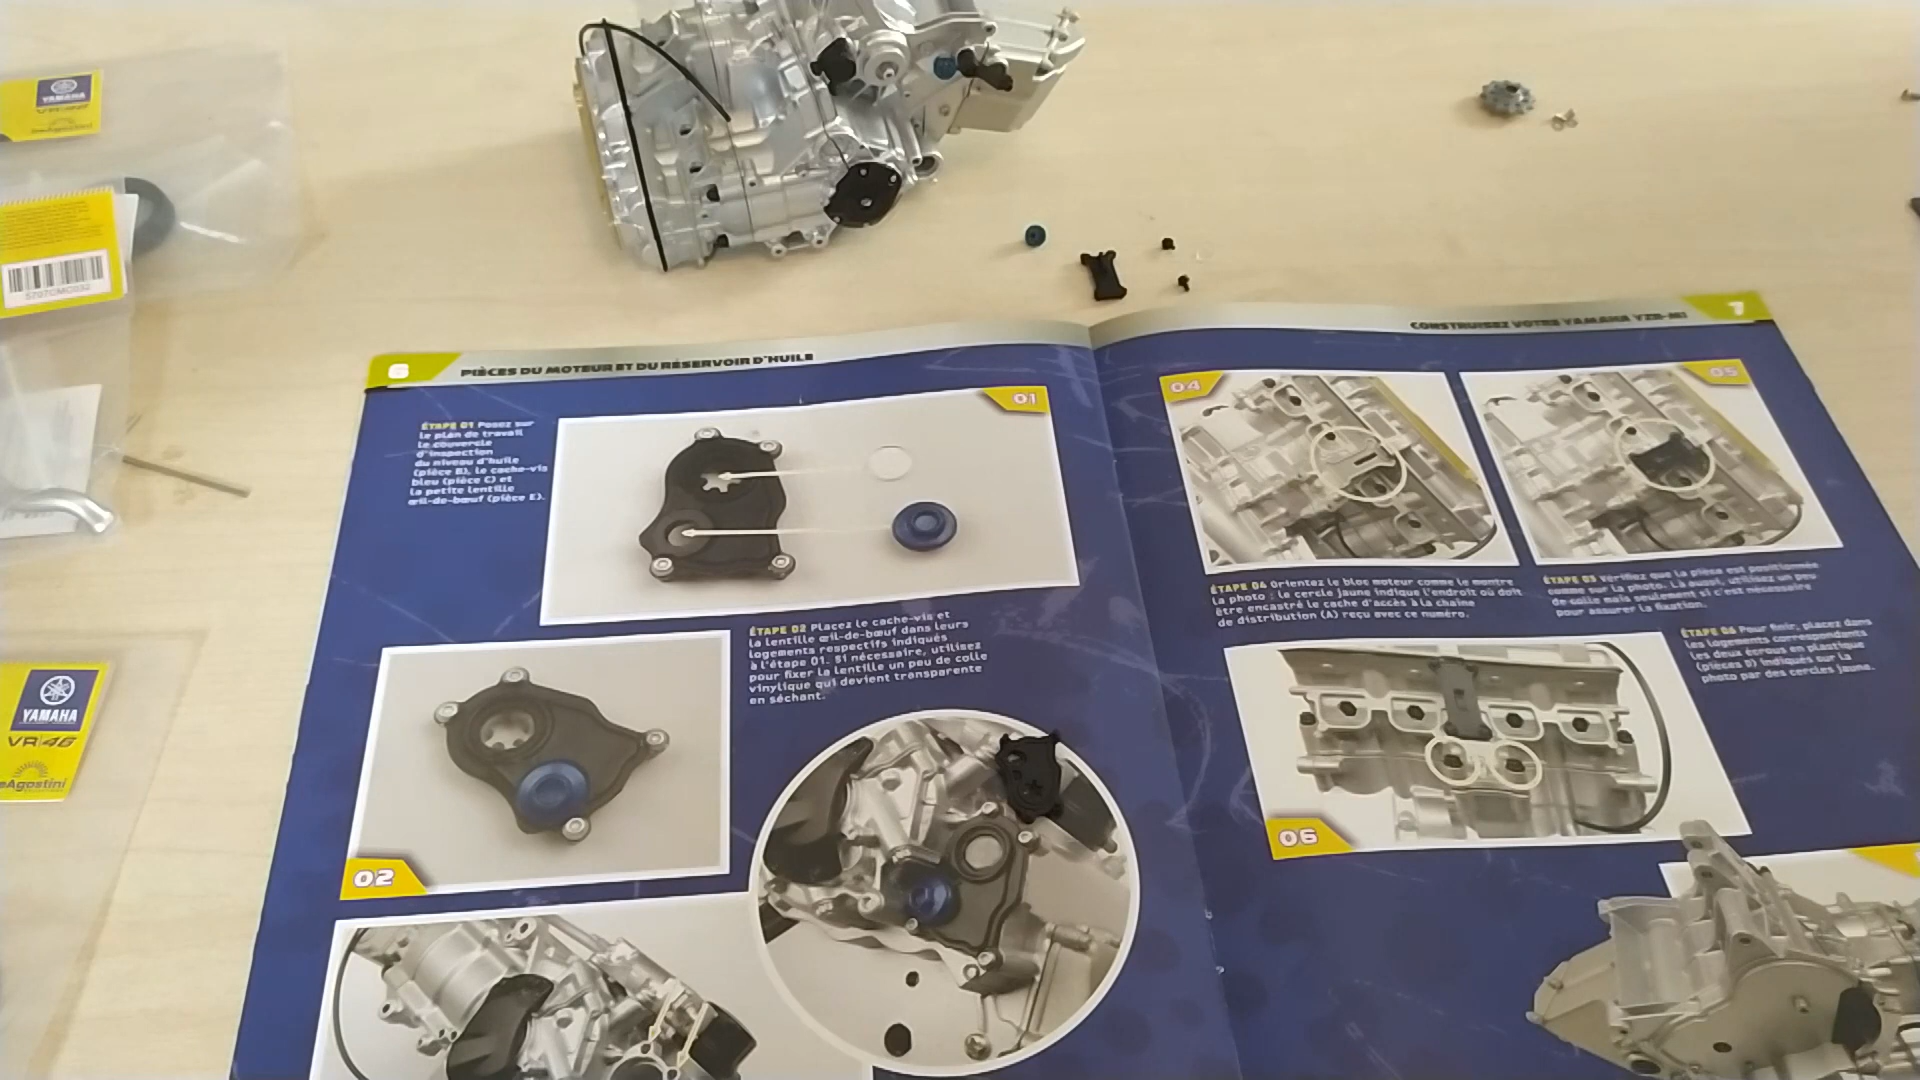 YAMAHA
VR|46
DeAgostini
6 PIÈCES DU MOTEUR ET DU RÉSERVOIR D'HUILE
ÉTAPE 01 Posez sur
le plan de travail
le couvercle
d'inspection
du niveau d'huile
(pièce B), le cache-vis
bleu (pièce C) et
la petite lentille
œil-de-bœuf (pièce E).
01
ÉTAPE 02 Placez le cache-vis et
la lentille œil-de-bœuf dans leurs
logements respectifs indiqués
à l'étape 01. Si nécessaire, utilisez
pour fixer la lentille un peu de colle
vinylique qui devient transparente
en séchant.
02
CONSTRUISEZ VOTRE YAMAHA YZR-M1 7
04
05
ÉTAPE 04 Orientez le bloc moteur comme le montre
la photo : le cercle jaune indique l'endroit où doit
être encastré le cache d'accès à la chaîne
de distribution (A) reçu avec ce numéro.
ÉTAPE 05 Vérifiez que la pièce est positionnée
comme sur la photo. Là aussi, utilisez un peu
de colle mais seulement si c'est nécessaire
pour assurer la fixation.
ÉTAPE 06 Pour finir, placez dans
les logements correspondants
les deux écrous en plastique
(pièces D) indiqués sur la
photo par des cercles jaune.
06
YAMAHA
VR|46
eAgostini